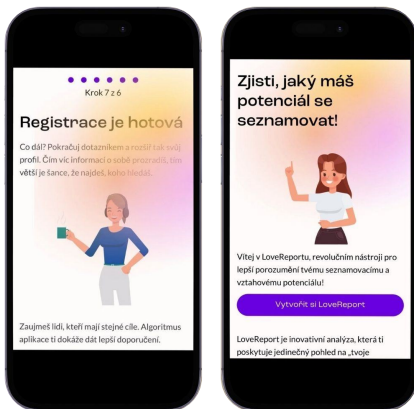 Krok 7 z 6
Registrace je hotová
Co dál? Pokračuj dotazníkem a rozšiř tak svůj
profil. Čím víc informací o sobě prozradíš, tím
větší je šance, že najdeš, koho hledáš.
Zaujmeš lidi, kteří mají stejné cíle. Algoritmus
aplikace ti dokáže dát lepší doporučení.
Zjisti, jaký máš
potenciál se
seznamovat!
Vítej v LoveReportu, revolučním nástroji pro
lepší porozumění tvému seznamovacímu a
vztahovému potenciálu!
Vytvořit si LoveReport
LoveReport je inovativní analýza, která ti
poskytuje jedinečný pohled na „tvoje